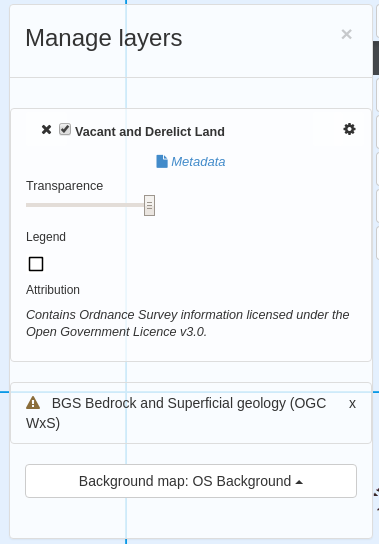 Manage layers ×
Vacant and Derelict Land
Metadata
Transparence
Legend
Attribution
Contains Ordnance Survey information licensed under the
Open Government Licence v3.0.
BGS Bedrock and Superficial geology (OGC x
WxS)
Background map: OS Background